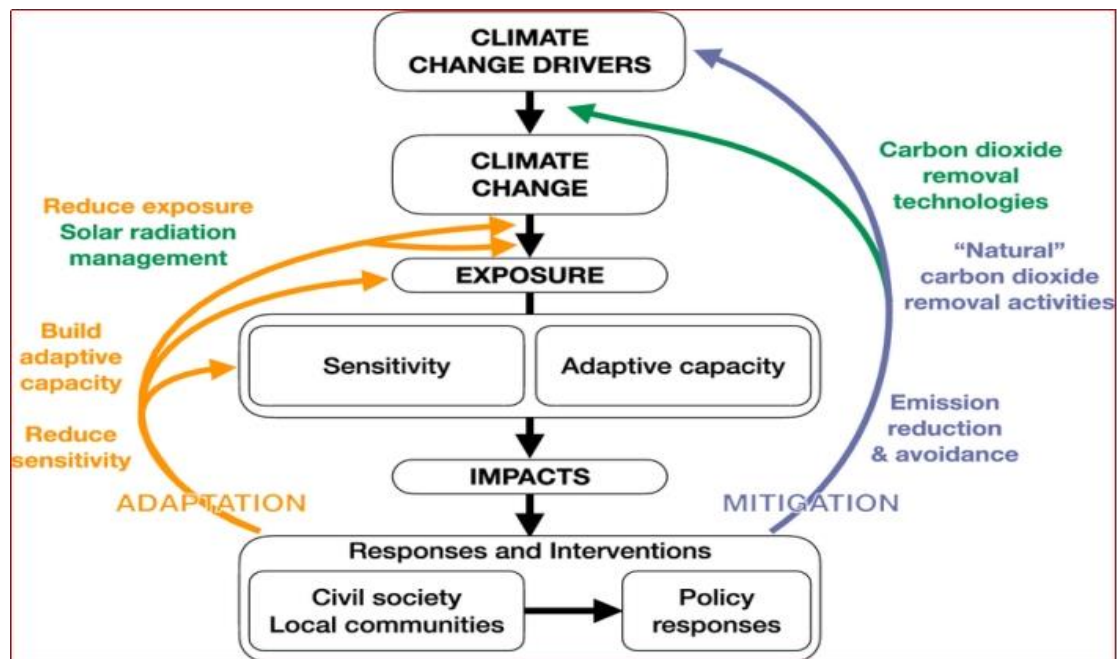 CLIMATE
CHANGE DRIVERS
CLIMATE
CHANGE
Carbon dioxide
removal
technologies
Reduce exposure
Solar radiation
management
“Natural”
carbon dioxide
removal activities
EXPOSURE
Build
adaptive
capacity
Sensitivity
Adaptive capacity
Emission
reduction
& avoidance
Reduce
sensitivity
IMPACTS
ADAPTATION
MITIGATION
Responses and Interventions
Civil society
Local communities
Policy
responses